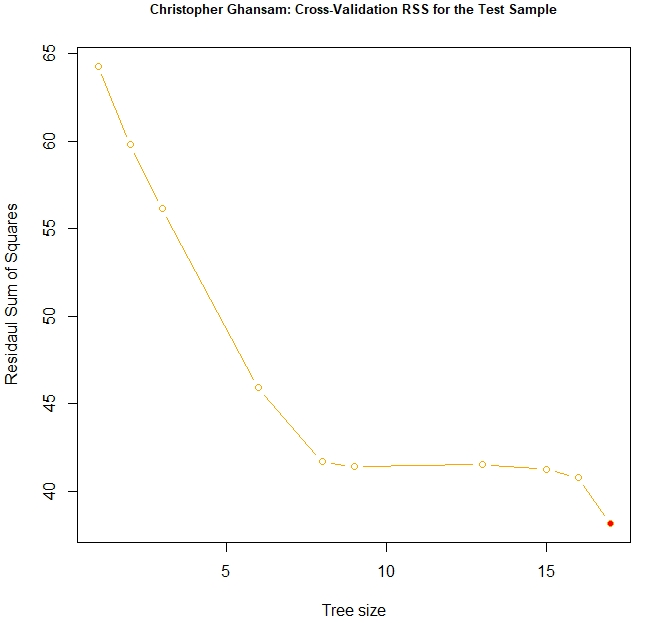 Christopher Ghansam: Cross-Validation RSS for the Test Sample
65
60
55
50
45
40
Residaul Sum of Squares
5 10 15
Tree size